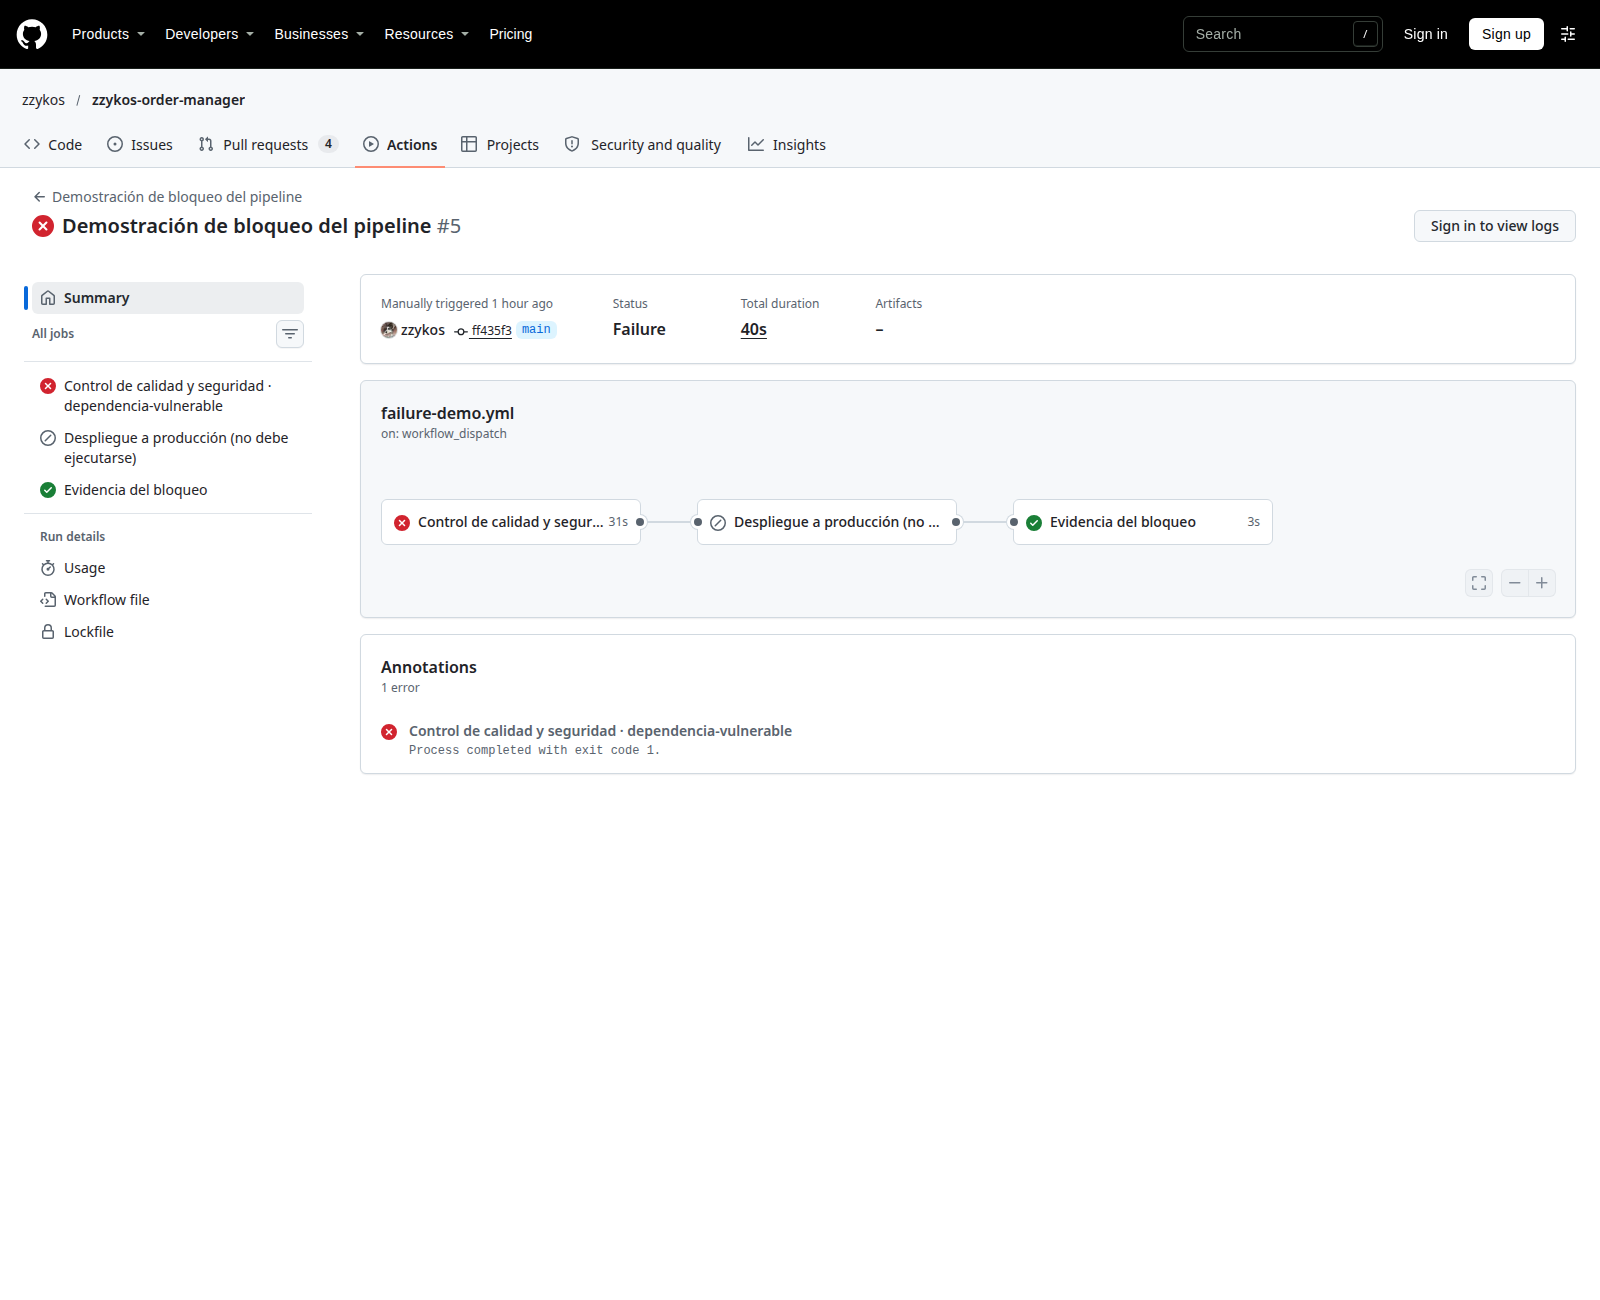 Products Developers Businesses Resources Pricing Search / Sign in Sign up
zzykos / zzykos-order-manager
Code Issues Pull requests 4 Actions Projects Security and quality Insights
Demostración de bloqueo del pipeline
Demostración de bloqueo del pipeline #5
Sign in to view logs
Summary
All jobs
Control de calidad y seguridad ·
dependencia-vulnerable
Despliegue a producción (no debe
ejecutarse)
Evidencia del bloqueo
Run details
Usage
Workflow file
Lockfile
Manually triggered 1 hour ago Status Total duration Artifacts
zzykos ff435f3 main Failure 40s –
failure-demo.yml
on: workflow_dispatch
Control de calidad y segur... 31s Despliegue a producción (no ... Evidencia del bloqueo 3s
Annotations
1 error
Control de calidad y seguridad · dependencia-vulnerable
Process completed with exit code 1.